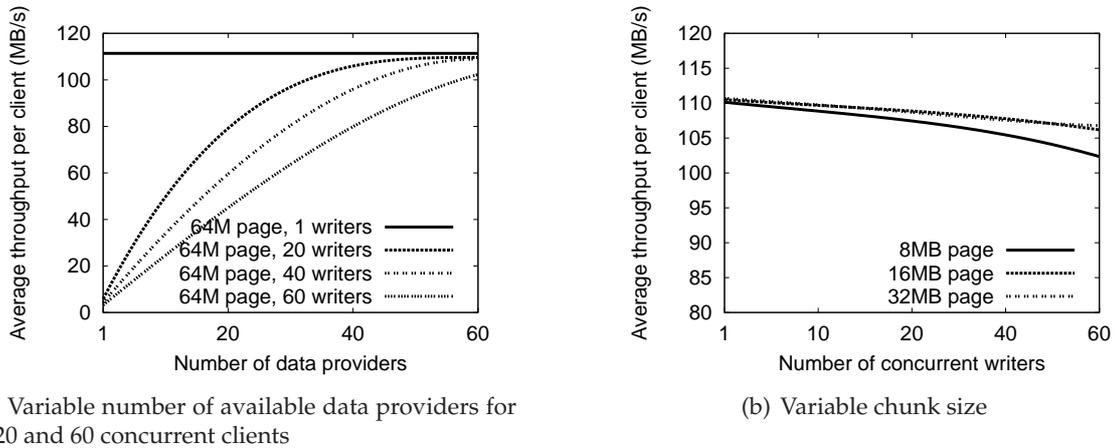 Average throughput per client (MB/s)
120
100
80
60
40
20
0
64M page, 1 writers
64M page, 20 writers
64M page, 40 writers
64M page, 60 writers
1 20 40 60
Number of data providers
Variable number of available data providers for
20 and 60 concurrent clients
Average throughput per client (MB/s)
120
115
110
105
100
95
90
85
80
8MB page
16MB page
32MB page
1 10 20 40 60
Number of concurrent writers
(b) Variable chunk size